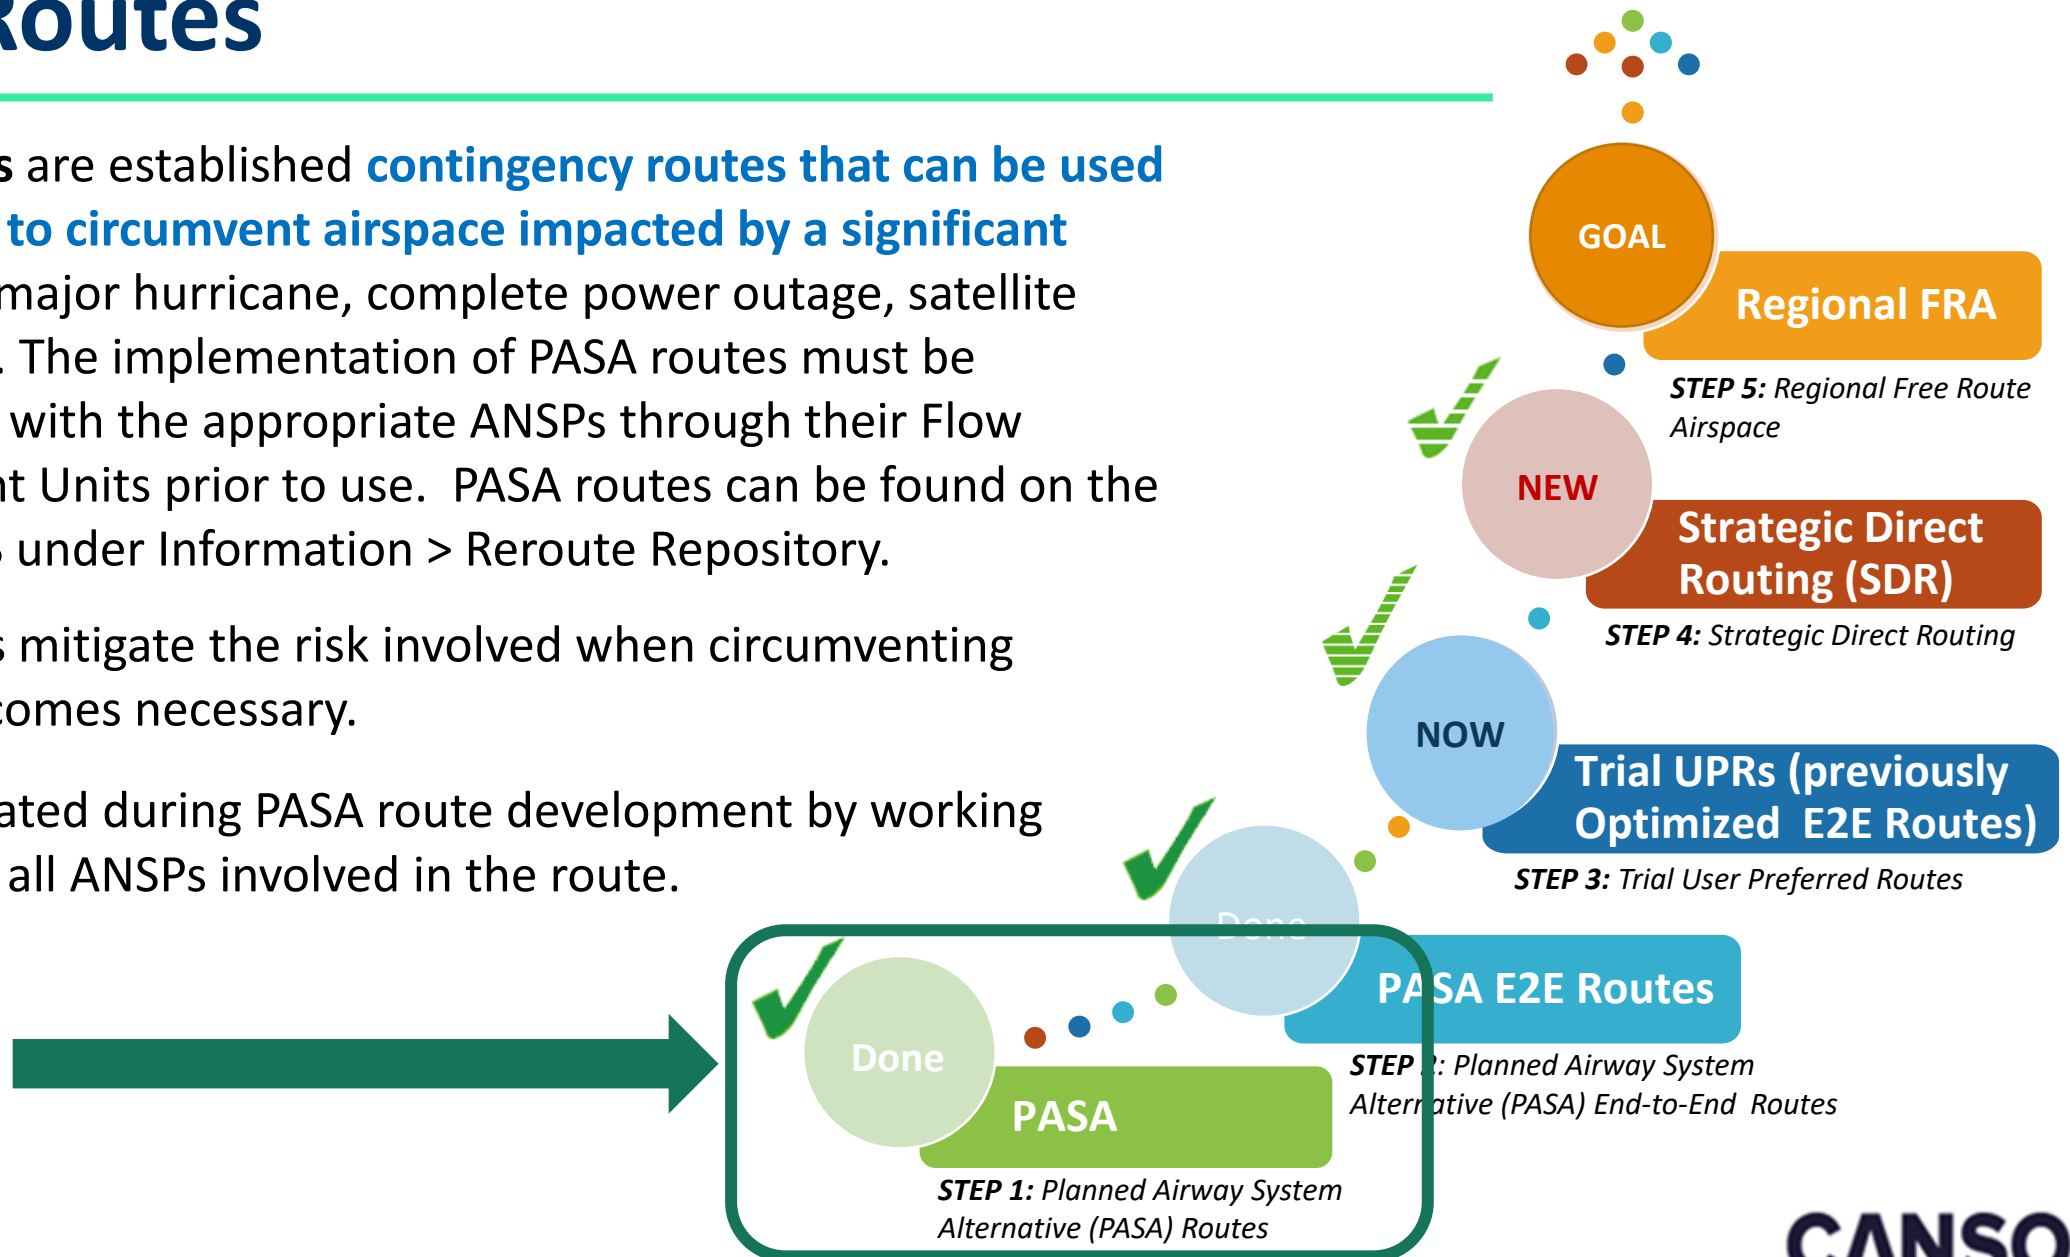 Routes
s are established contingency routes that can be used
to circumvent airspace impacted by a significant
major hurricane, complete power outage, satellite
. The implementation of PASA routes must be
with the appropriate ANSPs through their Flow
nt Units prior to use.  PASA routes can be found on the
under Information > Reroute Repository.
s mitigate the risk involved when circumventing
comes necessary.
ated during PASA route development by working
all ANSPs involved in the route.
GOAL
Regional FRA
STEP 5: Regional Free Route
Airspace
NEW
Strategic Direct
Routing (SDR)
STEP 4: Strategic Direct Routing
NOW
Trial UPRs (previously
Optimized  E2E Routes)
STEP 3: Trial User Preferred Routes
Done
PASA E2E Routes
STEP 2: Planned Airway System
Alternative (PASA) End-to-End  Routes
Done
PASA
STEP 1: Planned Airway System
Alternative (PASA) Routes
CANSO